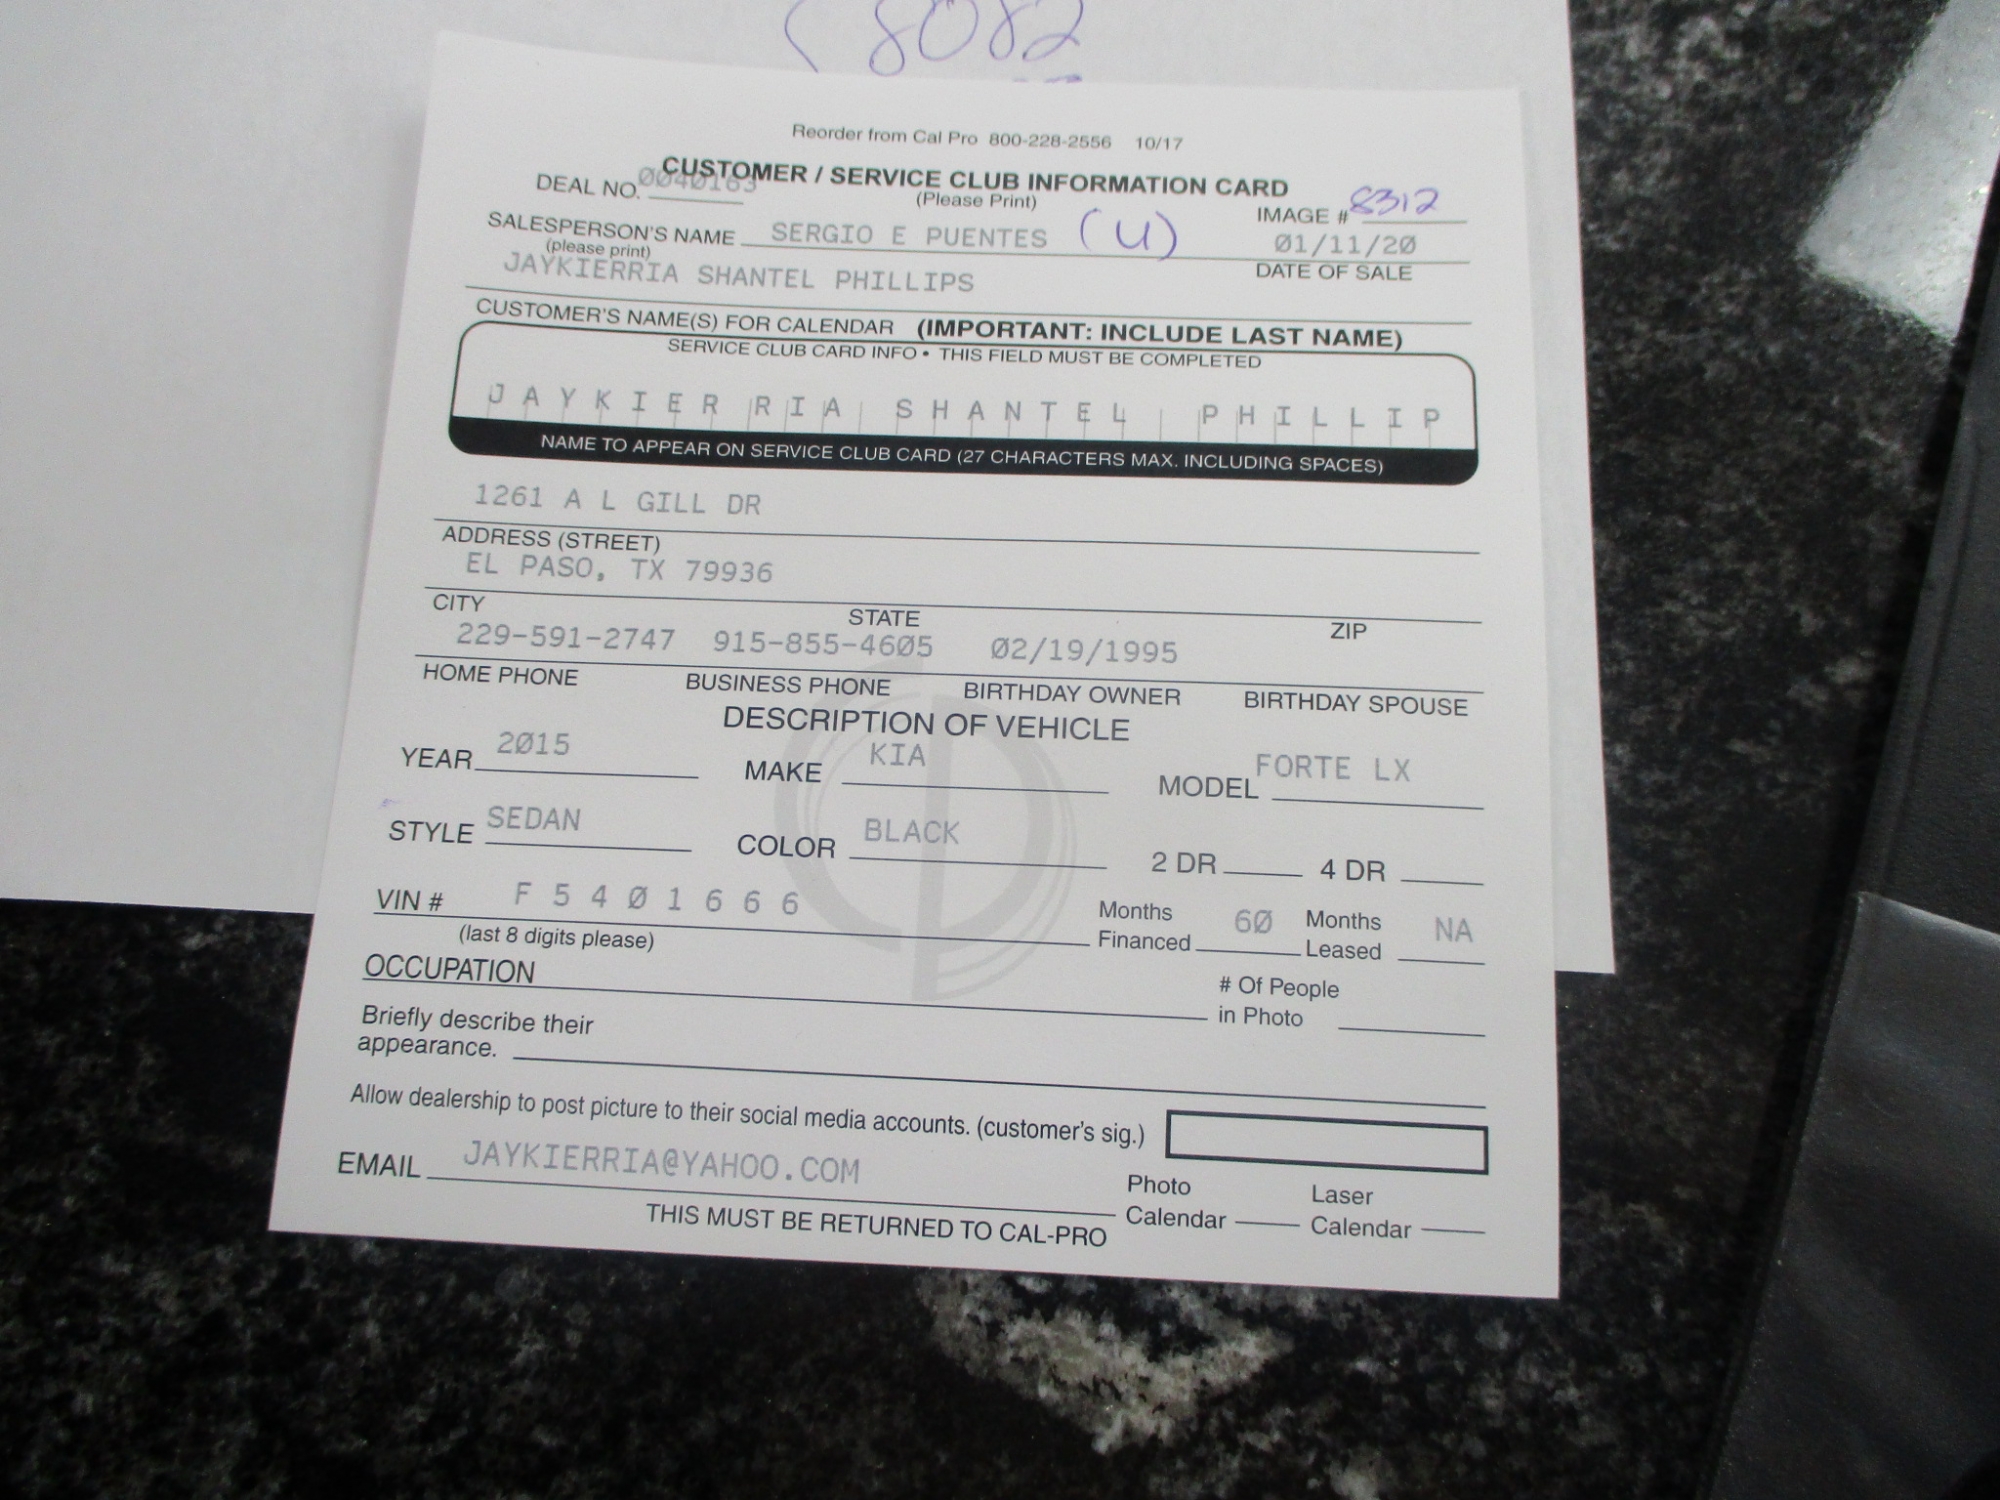 8082
Reorder from Cal Pro 800-228-2556 10/17
CUSTOMER / SERVICE CLUB INFORMATION CARD
DEAL NO. 0040163
(Please Print)
IMAGE # 8312
SALESPERSON'S NAME SERGIO E PUENTES (U) 01/11/20
(please print)
DATE OF SALE
JAYKIERRIA SHANTEL PHILLIPS
CUSTOMER'S NAME(S) FOR CALENDAR (IMPORTANT: INCLUDE LAST NAME)
SERVICE CLUB CARD INFO • THIS FIELD MUST BE COMPLETED
JAYKIERRIA SHANTEL PHILLIP
NAME TO APPEAR ON SERVICE CLUB CARD (27 CHARACTERS MAX. INCLUDING SPACES)
1261 A L GILL DR
ADDRESS (STREET)
EL PASO, TX 79936
CITY STATE ZIP
229-591-2747 915-855-4605 02/19/1995
HOME PHONE BUSINESS PHONE BIRTHDAY OWNER BIRTHDAY SPOUSE
DESCRIPTION OF VEHICLE
YEAR 2015 MAKE KIA MODEL FORTE LX
STYLE SEDAN COLOR BLACK 2 DR 4 DR
VIN # F5401666
(last 8 digits please)
Months Financed 60 Months Leased NA
OCCUPATION
# Of People in Photo
Briefly describe their
appearance.
Allow dealership to post picture to their social media accounts. (customer's sig.)
EMAIL JAYKIERRIA@YAHOO.COM
Photo Calendar Laser Calendar
THIS MUST BE RETURNED TO CAL-PRO